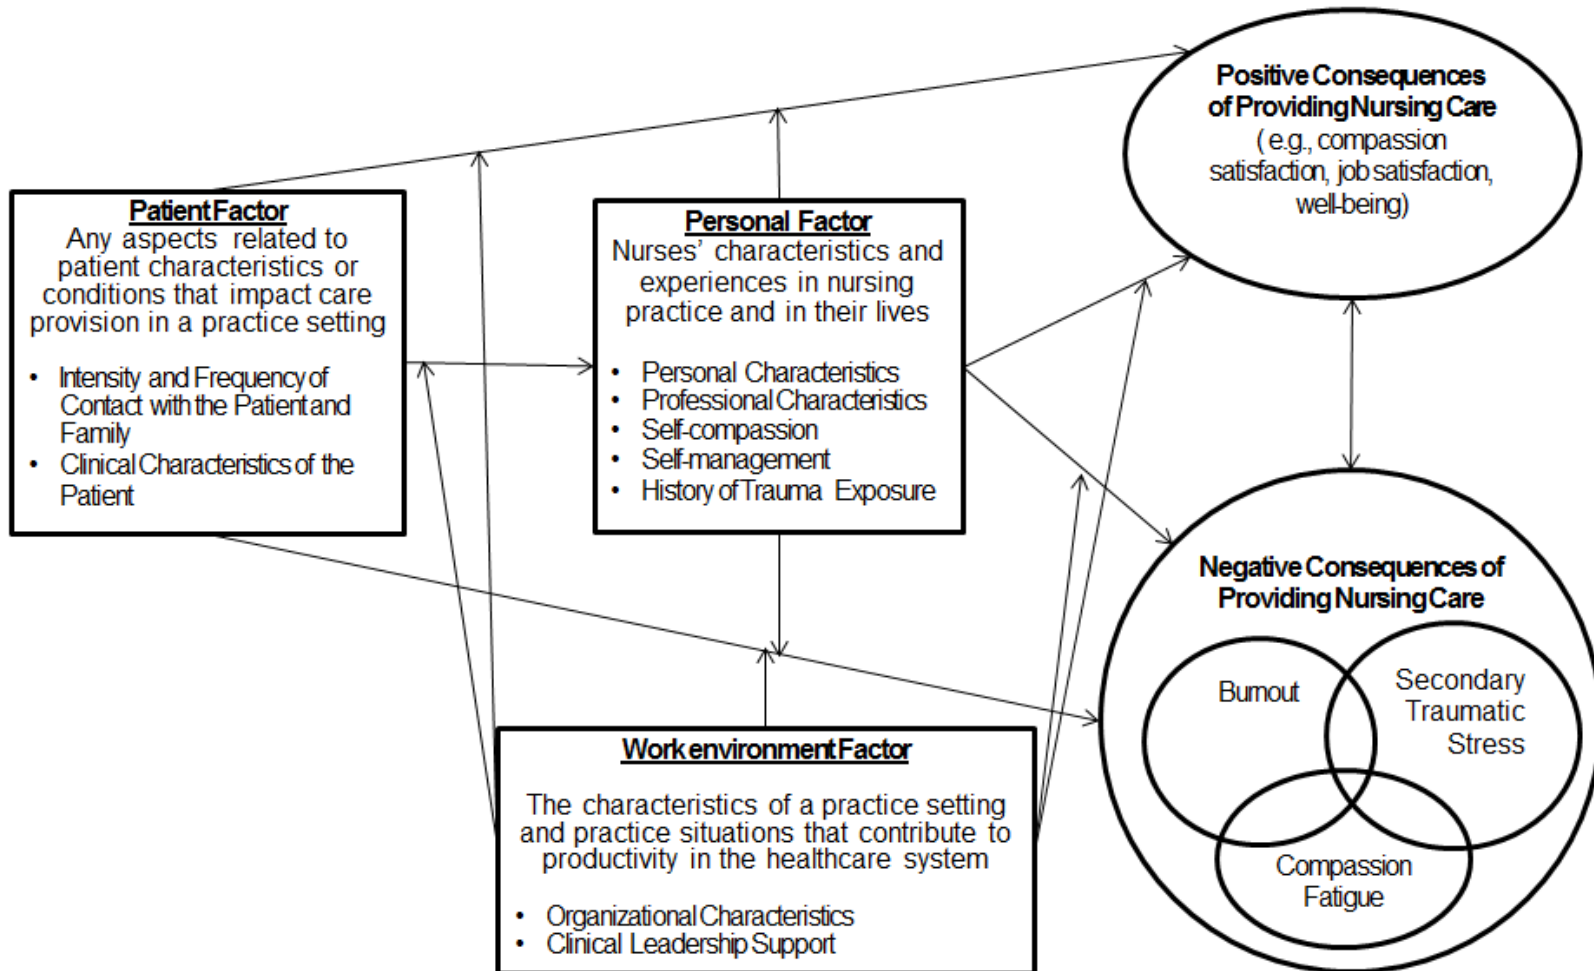 Positive Consequences
of Providing Nursing Care
( e.g., compassion
satisfaction, job satisfaction,
well-being)
Patient Factor
Any aspects related to
patient characteristics or
conditions that impact care
provision in a practice setting
• Intensity and Frequency of
Contact with the Patient and
Family
• Clinical Characteristics of the
Patient
Personal Factor
Nurses’ characteristics and
experiences in nursing
practice and in their lives
• Personal Characteristics
• Professional Characteristics
• Self-compassion
• Self-management
• History of Trauma Exposure
Negative Consequences of
Providing Nursing Care
Burnout
Secondary
Traumatic
Stress
Compassion
Fatigue
Work environment Factor
The characteristics of a practice setting
and practice situations that contribute to
productivity in the healthcare system
• Organizational Characteristics
• Clinical Leadership Support